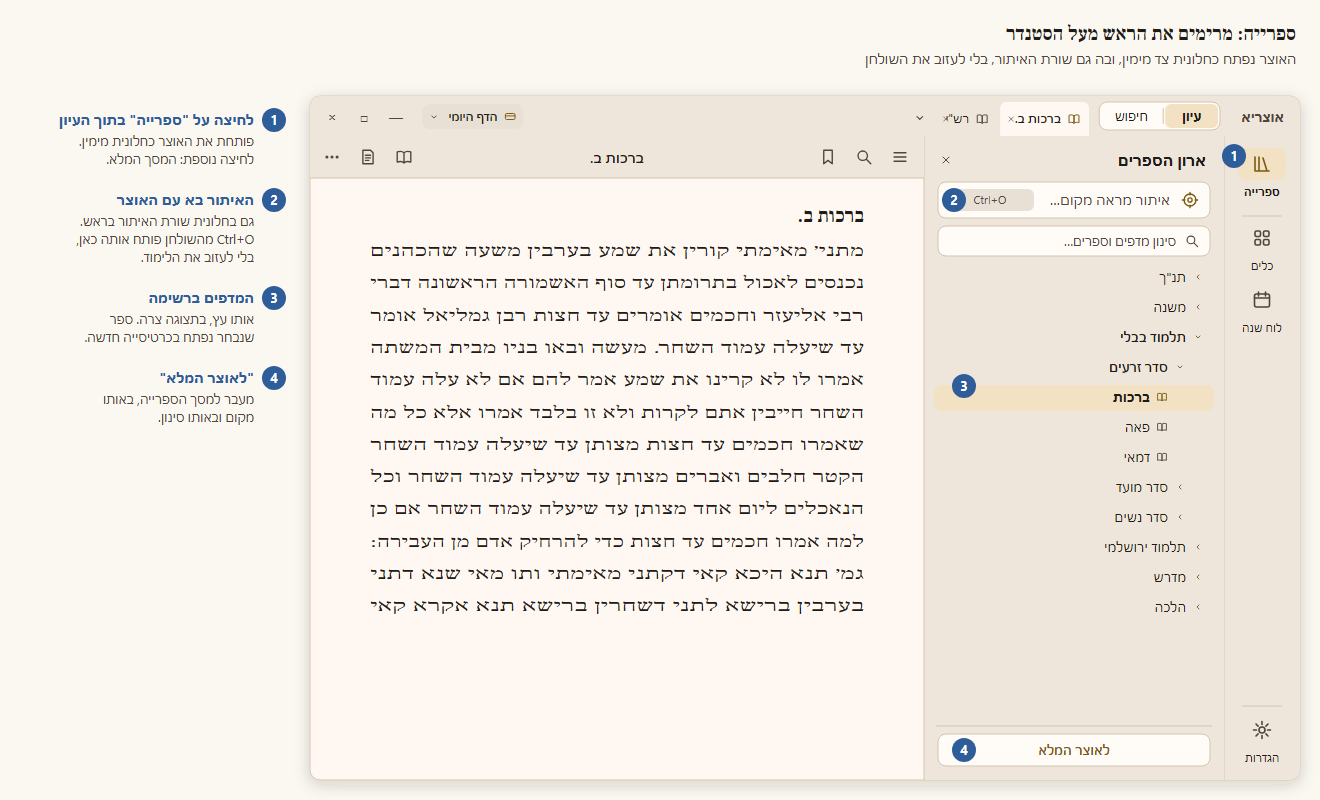 ספרייה: מרימים את הראש מעל הסטנדר
האוצר נפתח כחלונית צד מימין, ובה גם שורת האיתור, בלי לעזוב את השולחן
אוצריא
עיון
חיפוש
ברכות ב.×
רש"×
הדף היומי
1
ספרייה
כלים
לוח שנה
הגדרות
ארון הספרים
×
איתור מראה מקום...
Ctrl+O
2
סינון מדפים וספרים...
תנ"ך
משנה
תלמוד בבלי
סדר זרעים
ברכות
3
פאה
דמאי
סדר מועד
סדר נשים
תלמוד ירושלמי
מדרש
הלכה
לאוצר המלא
4
ברכות ב.
ברכות ב.
מתני׳ מאימתי קורין את שמע בערבין משעה שהכהנים
נכנסים לאכול בתרומתן עד סוף האשמורה הראשונה דברי
רבי אליעזר וחכמים אומרים עד חצות רבן גמליאל אומר
עד שיעלה עמוד השחר. מעשה ובאו בניו מבית המשתה
אמרו לו לא קרינו את שמע אמר להם אם לא עלה עמוד
השחר חייבין אתם לקרות ולא זו בלבד אמרו אלא כל מה
שאמרו חכמים עד חצות מצותן עד שיעלה עמוד השחר
הקטר חלבים ואברים מצותן עד שיעלה עמוד השחר וכל
הנאכלים ליום אחד מצותן עד שיעלה עמוד השחר אם כן
למה אמרו חכמים עד חצות כדי להרחיק אדם מן העבירה:
גמ׳ תנא היכא קאי דקתני מאימתי ותו מאי שנא דתני
בערבין ברישא לתני דשחרין ברישא תנא אקרא קאי
1
לחיצה על "ספרייה" בתוך העיון
פותחת את האוצר כחלונית מימין.
לחיצה נוספת: המסך המלא.
2
האיתור בא עם האוצר
גם בחלונית שורת האיתור בראש.
Ctrl+O מהשולחן פותח אותה כאן,
בלי לעזוב את הלימוד.
3
המדפים ברשימה
אותו עץ, בתצוגה צרה. ספר
שנבחר נפתח בכרטיסייה חדשה.
4
"לאוצר המלא"
מעבר למסך הספרייה, באותו
מקום ובאותו סינון.